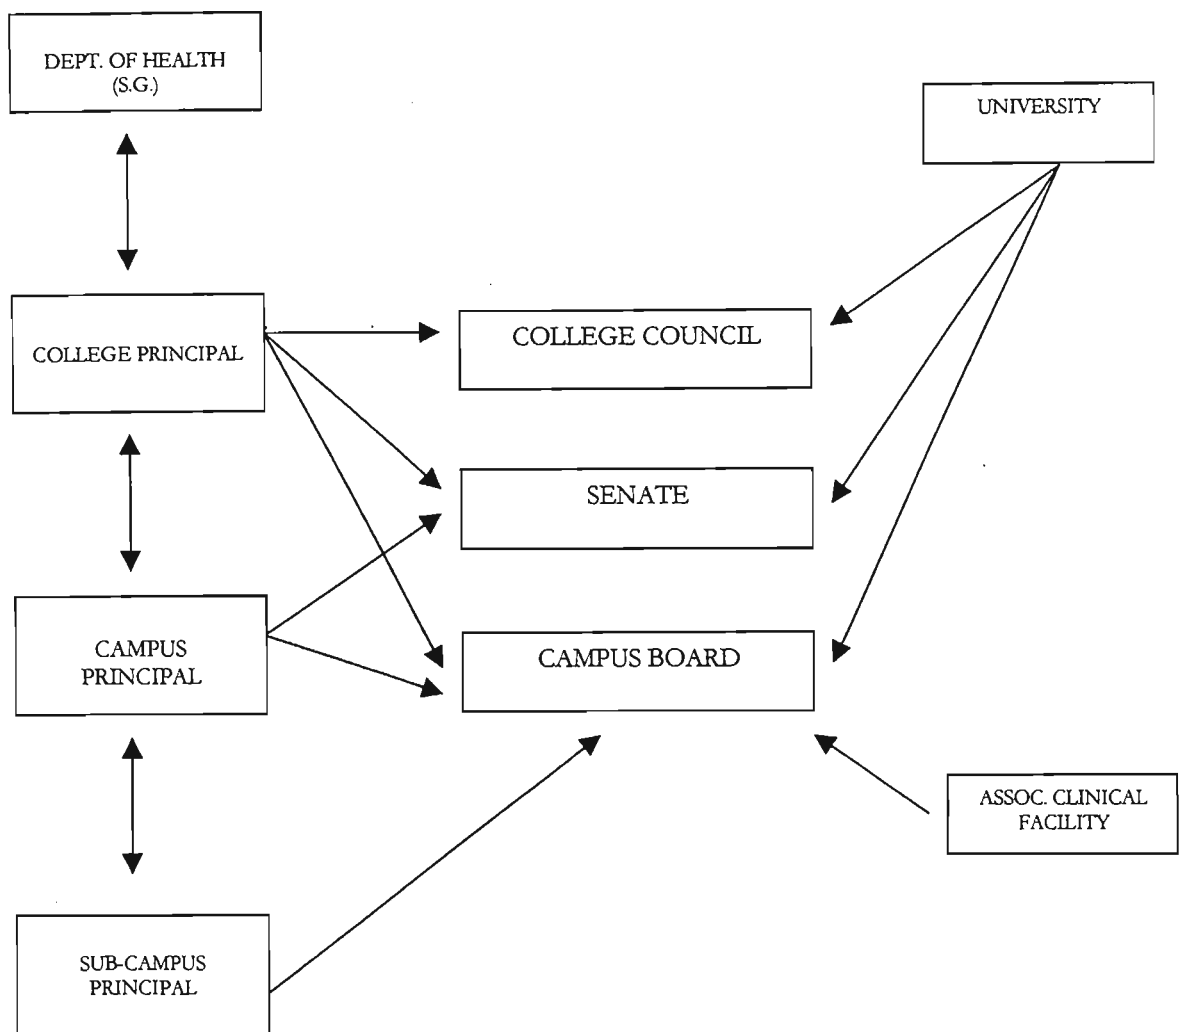 DEPT. OF HEALTH
(S.G.)
UNIVERSITY
COLLEGE PRINCIPAL
COLLEGE COUNCIL
SENATE
CAMPUS
PRINCIPAL
CAMPUS BOARD
ASSOC. CLINICAL
FACILITY
SUB-CAMPUS
PRINCIPAL